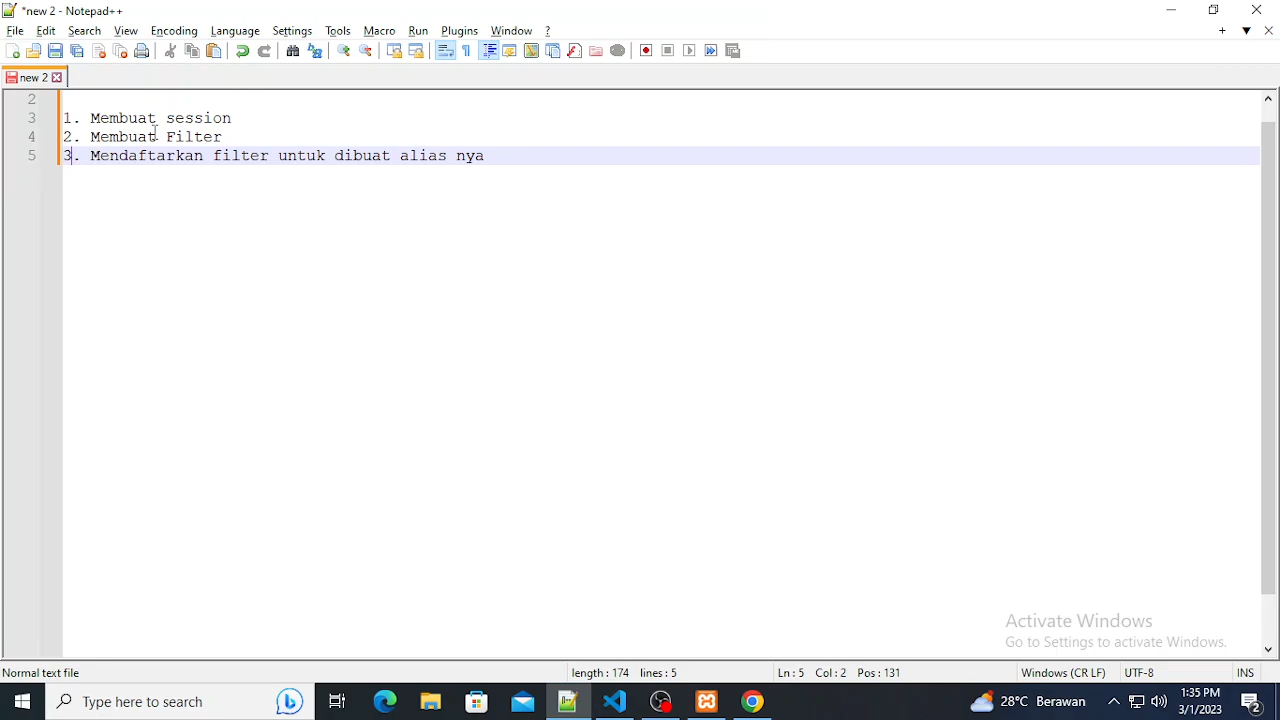 *new 2 - Notepad++
File Edit Search View Encoding Language Settings Tools Macro Run Plugins Window ?
new 2
2
3 1. Membuat session
4 2. Membuat Filter
5 3. Mendaftarkan filter untuk dibuat alias nya
Activate Windows
Go to Settings to activate Windows.
Normal text file length : 174 lines : 5 Ln : 5 Col : 2 Pos : 131 Windows (CR LF) UTF-8 INS
Type here to search 28°C Berawan 1:35 PM
3/1/2023 2